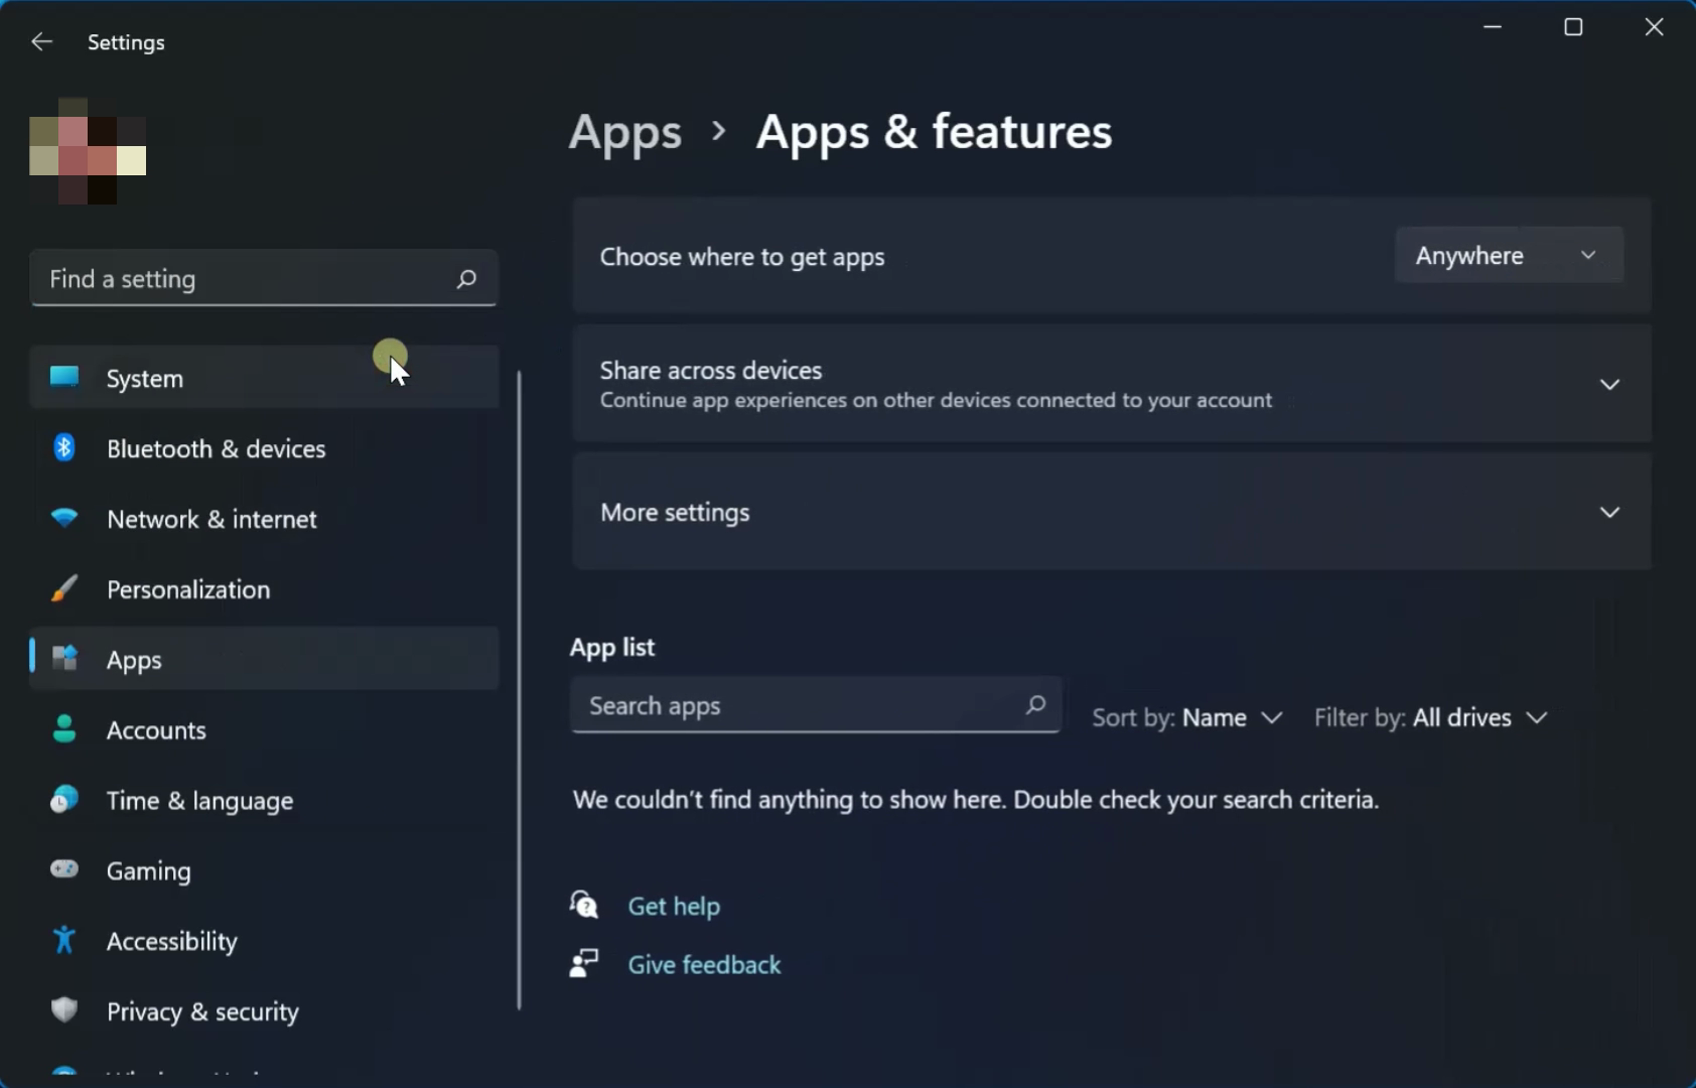 Settings
Find a setting
System
Bluetooth & devices
Network & internet
Personalization
Apps
Accounts
Time & language
Gaming
Accessibility
Privacy & security
Apps > Apps & features
Choose where to get apps
Anywhere
Share across devices
Continue app experiences on other devices connected to your account
More settings
App list
Search apps
Sort by: Name
Filter by: All drives
We couldn't find anything to show here. Double check your search criteria.
Get help
Give feedback